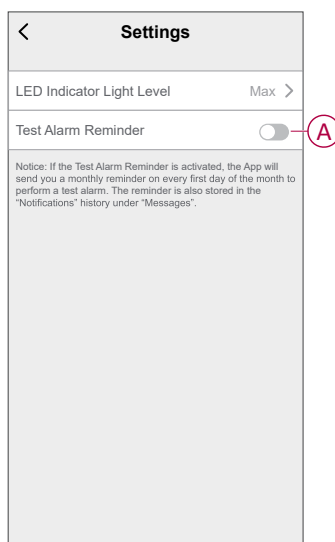 Settings
LED Indicator Light Level Max
Test Alarm Reminder A
Notice: If the Test Alarm Reminder is activated, the App will
send you a monthly reminder on every first day of the month to
perform a test alarm. The reminder is also stored in the
“Notifications” history under “Messages”.